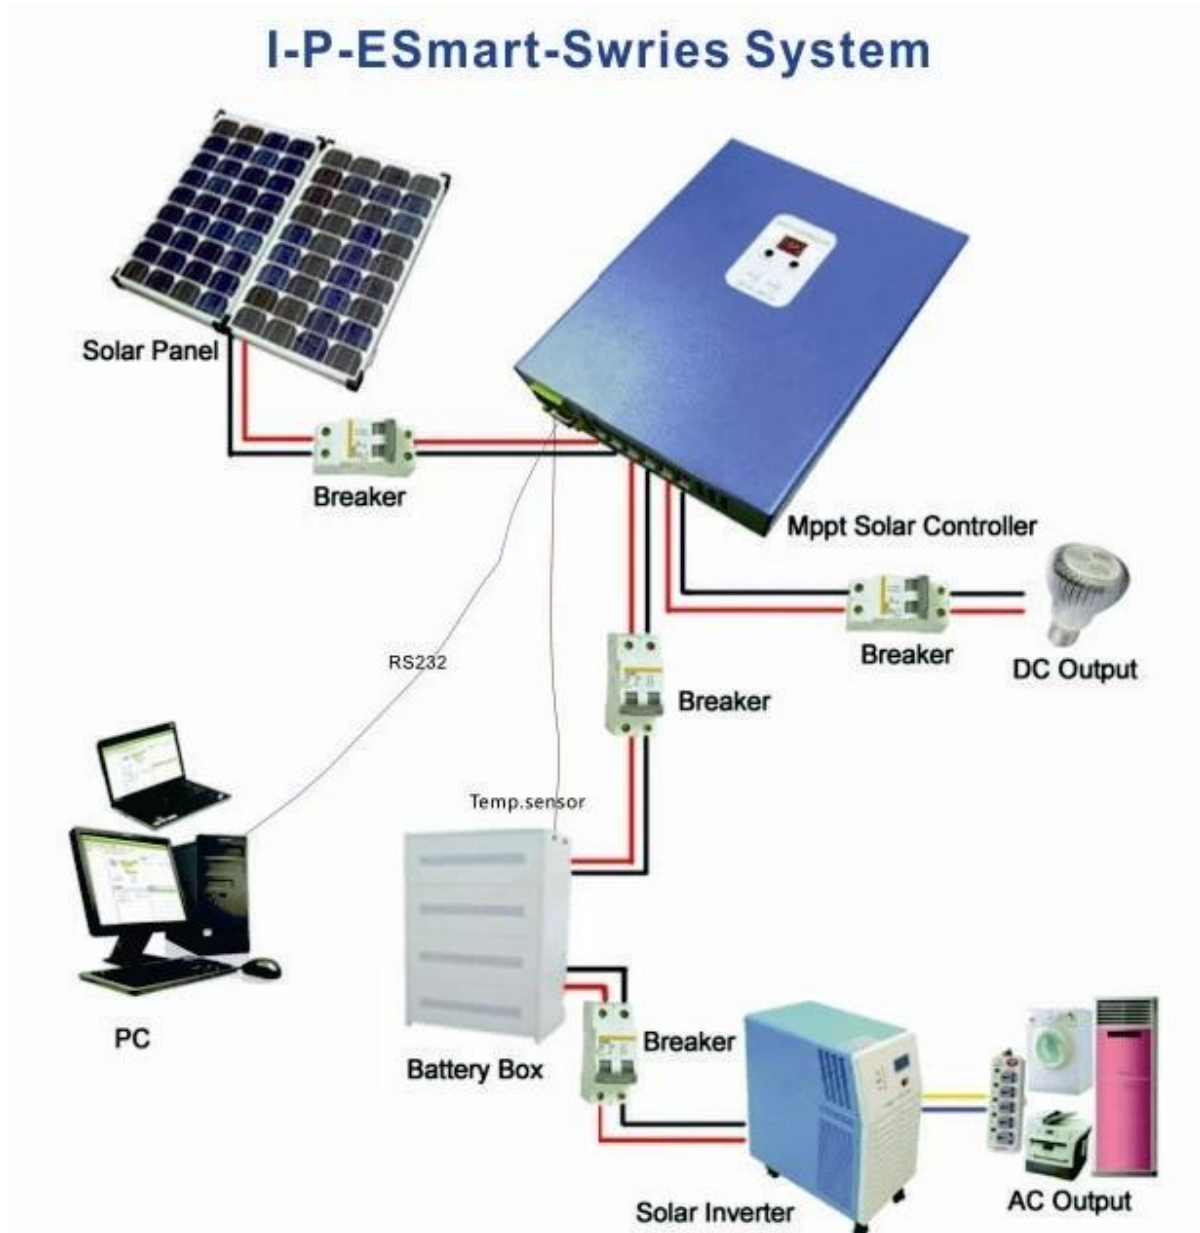 I-P-ESmart-Swries System
Solar Panel
Breaker
Mppt Solar Controller
Breaker
DC Output
RS232
Breaker
Temp.sensor
PC
Battery Box
Breaker
Solar Inverter
AC Output